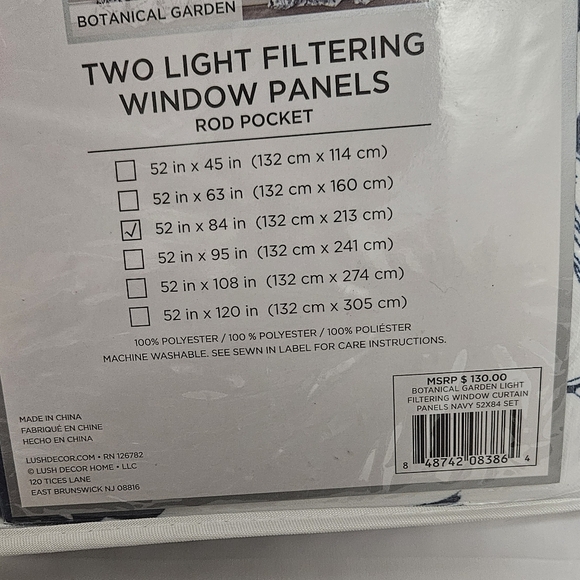 BOTANICAL GARDEN
TWO LIGHT FILTERING
WINDOW PANELS
ROD POCKET
52 in x 45 in (132 cm x 114 cm)
52 in x 63 in (132 cm x 160 cm)
52 in x 84 in (132 cm x 213 cm)
52 in x 95 in (132 cm x 241 cm)
52 in x 108 in (132 cm x 274 cm)
52 in x 120 in (132 cm x 305 cm)
100% POLYESTER / 100 % POLYESTER / 100% POLIÉSTER
MACHINE WASHABLE. SEE SEWN IN LABEL FOR CARE INSTRUCTIONS.
MSRP $ 130.00
BOTANICAL GARDEN LIGHT
FILTERING WINDOW CURTAIN
PANELS NAVY 52X84 SET
8 48742 08386 4
MADE IN CHINA
FABRIQUÉ EN CHINE
HECHO EN CHINA
LUSHDECOR.COM • RN 126782
© LUSH DECOR HOME • LLC
120 TICES LANE
EAST BRUNSWICK NJ 08816